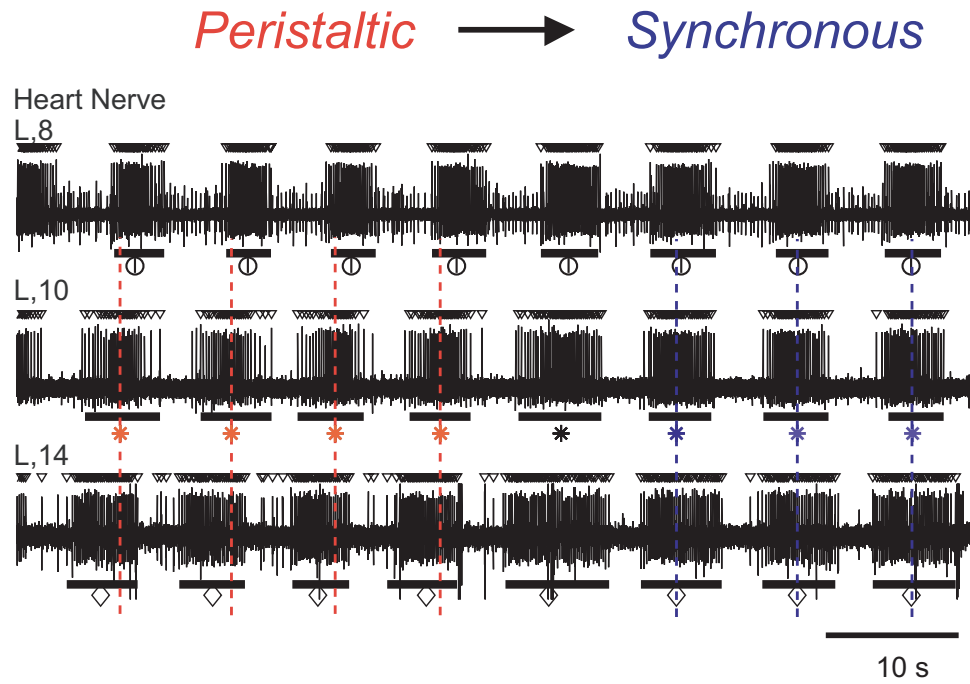 Peristaltic Synchronous
Heart Nerve
L,8
L,10
L,14
10 s